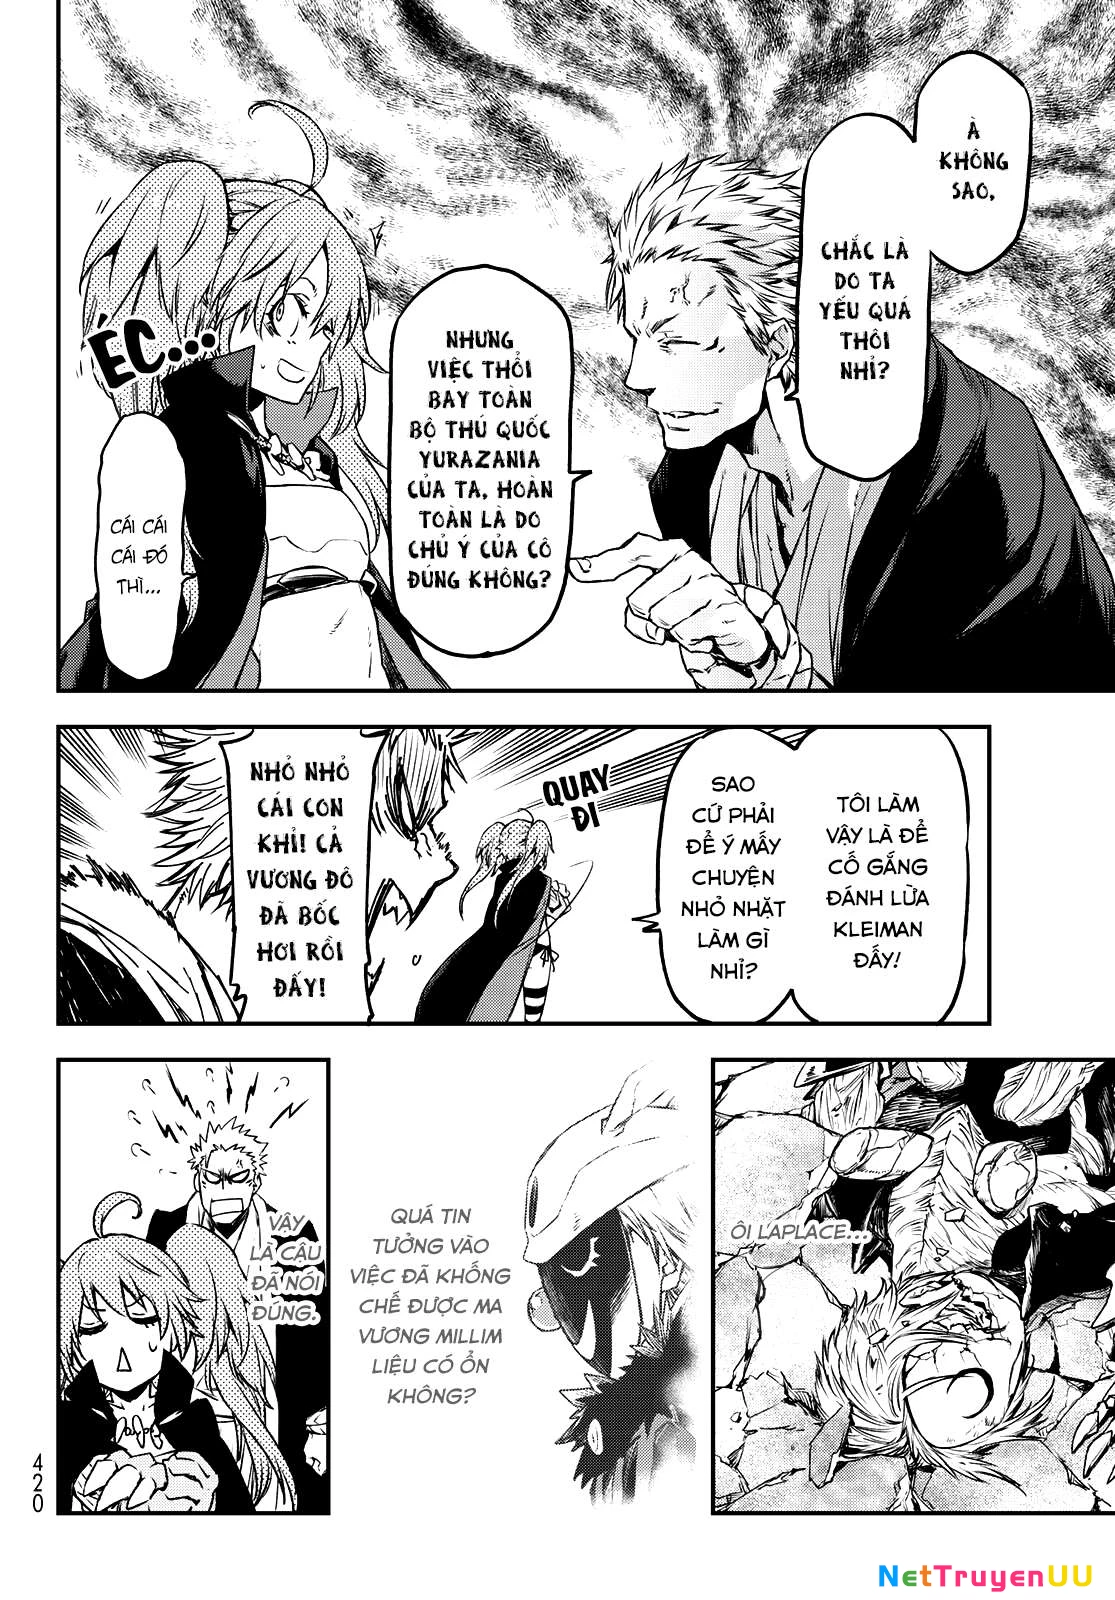 À
KHÔNG
SAO,
CHẮC LÀ
DO TA
YẾU QUÁ
THÔI
NHỈ?
NHƯNG
VIỆC THỔI
BAY TOÀN
BỘ THÚ QUỐC
YURAZANIA
CỦA TA, HOÀN
TOÀN LÀ DO
CHỦ Ý CỦA CÔ
ĐÚNG KHÔNG?
ÉC...
CÁI CÁI
CÁI ĐÓ
THÌ...
TÔI LÀM
VẬY LÀ ĐỂ
CỐ GẮNG
ĐÁNH LỪA
KLEIMAN
ĐẤY!
SAO
CỨ PHẢI
ĐỂ Ý MẤY
CHUYỆN
NHỎ NHẶT
LÀM GÌ
NHỈ?
QUAY
ĐI
NHỎ NHỎ
CÁI CON
KHỈ! CẢ
VƯƠNG ĐÔ
ĐÃ BỐC
HƠI RỒI
ĐẤY!
ÔI LAPLACE...
QUÁ TIN
TƯỞNG VÀO
VIỆC ĐÃ KHỐNG
CHẾ ĐƯỢC MA
VƯƠNG MILLIM
LIỆU CÓ ỔN
KHÔNG?
VẬY
LÀ CẬU
ĐÃ NÓI
ĐÚNG.
420
NetTruyenUU